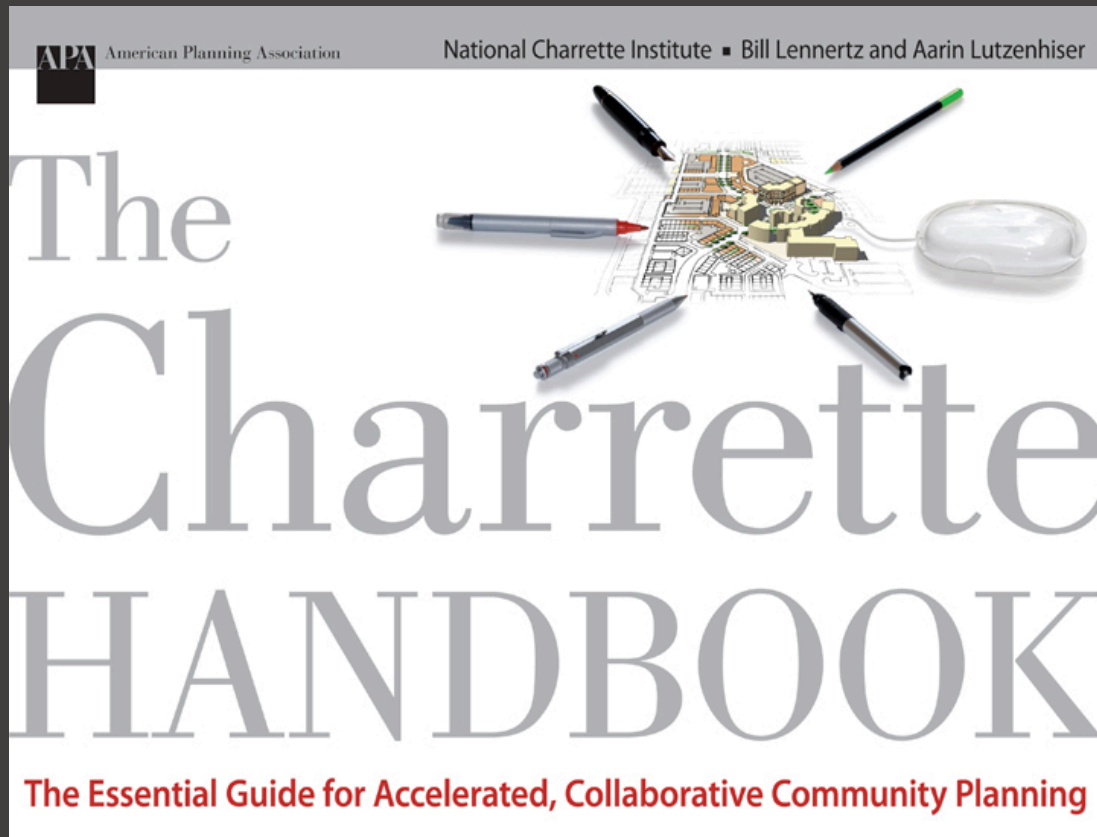 APA American Planning Association
National Charrette Institute ▪ Bill Lennertz and Aarin Lutzenhiser
The
Charrette
HANDBOOK
The Essential Guide for Accelerated, Collaborative Community Planning